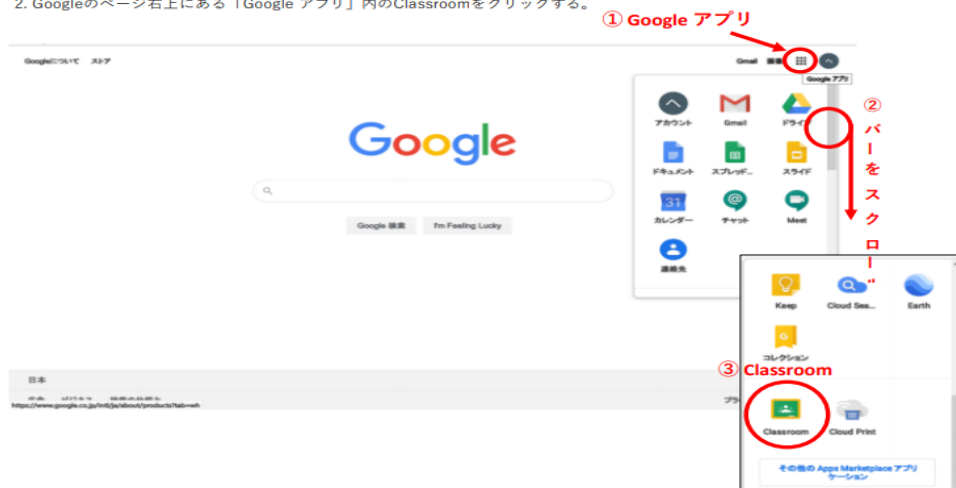 2. Googleのページ右上にある「Google アプリ」内のClassroomをクリックする。
① Google アプリ
Googleについて ストア
Gmail 画像
Google アプリ
アカウント Gmail ドライブ
② バーをスクロー
Google
ドキュメント スプレッド... スライド
31
カレンダー チャット Meet
Google 検索 I'm Feeling Lucky
連絡先
Keep Cloud Sea... Earth
コレクション
③ Classroom
日本
https://www.google.co.jp/intl/ja/about/products?tab=wh
Classroom Cloud Print
その他の Apps Marketplace アプリ
ケーション